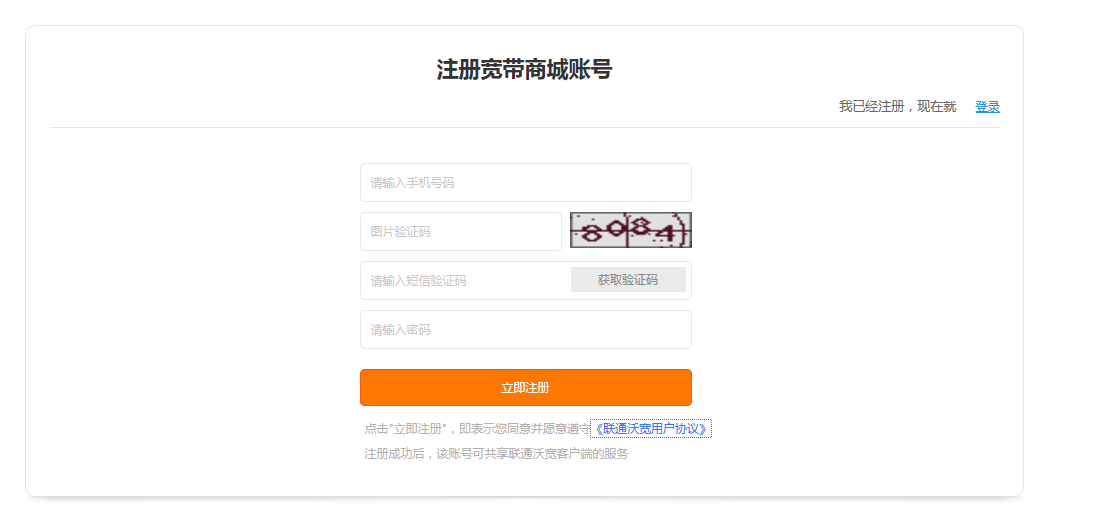 注册宽带商城账号
我已经注册，现在就 登录
请输入手机号码
图片验证码 8084
请输入短信验证码 获取验证码
请输入密码
立即注册
点击"立即注册"，即表示您同意并愿意遵守《联通沃宽用户协议》
注册成功后，该账号可共享联通沃宽客户端的服务